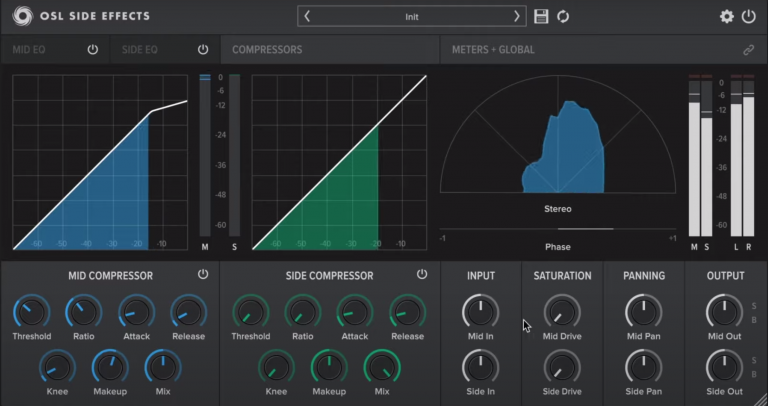 OSL SIDE EFFECTS
Init
MID EQ
SIDE EQ
COMPRESSORS
METERS + GLOBAL
0
-6
-12
-24
-36
-48
-60
-60 -50 -40 -30 -20 -10
M
S
-60 -50 -40 -30 -20 -10
Stereo
-1
+1
Phase
0
-6
-12
-24
-36
-48
-60
M S
L R
MID COMPRESSOR
SIDE COMPRESSOR
INPUT
SATURATION
PANNING
OUTPUT
Threshold Ratio Attack Release
Threshold Ratio Attack Release
Mid In
Mid Drive
Mid Pan
Mid Out
S
B
Knee Makeup Mix
Knee Makeup Mix
Side In
Side Drive
Side Pan
Side Out
S
B